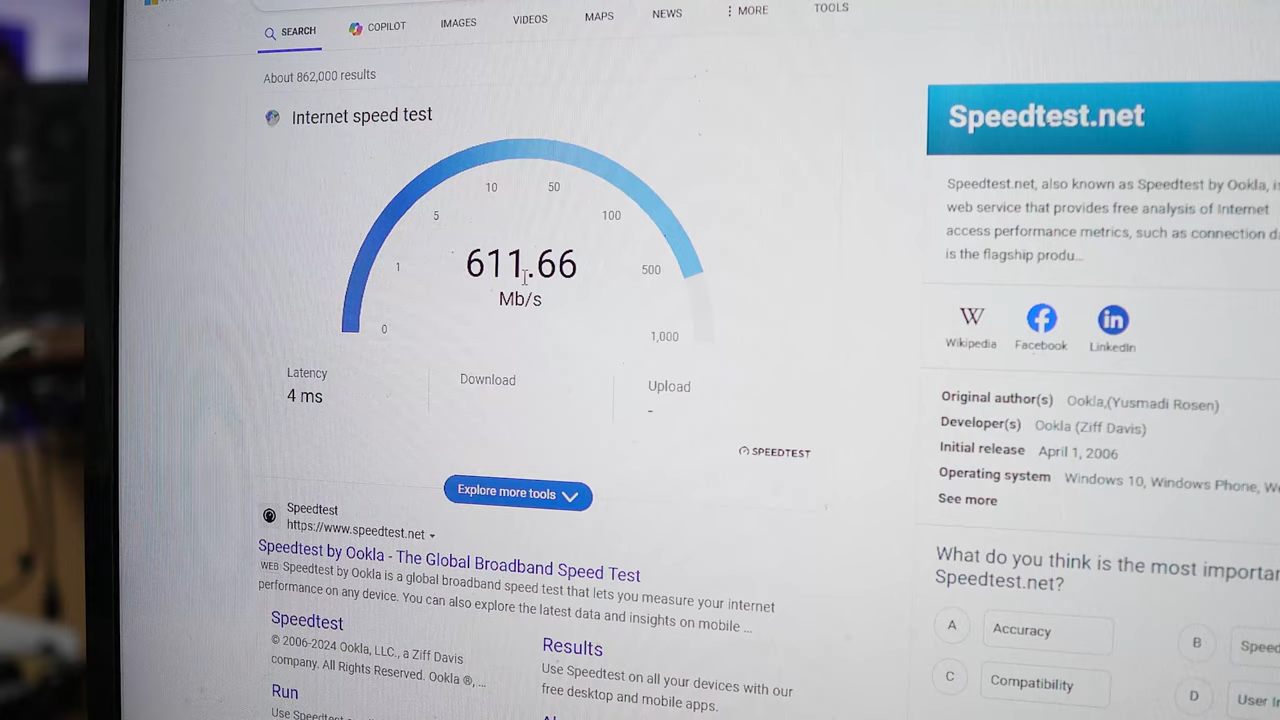 SEARCH
COPILOT
IMAGES
VIDEOS
MAPS
NEWS
MORE
TOOLS
About 862,000 results
Internet speed test
0
1
5
10
50
100
500
1,000
611.66
Mb/s
Latency
4 ms
Download
Upload
-
SPEEDTEST
Explore more tools
Speedtest
https://www.speedtest.net
Speedtest by Ookla - The Global Broadband Speed Test
WEB Speedtest by Ookla is a global broadband speed test that lets you measure your internet
performance on any device. You can also explore the latest data and insights on mobile ...
Speedtest
© 2006-2024 Ookla, LLC., a Ziff Davis
company. All Rights Reserved. Ookla ®, ...
Run
Results
Use Speedtest on all your devices with our
free desktop and mobile apps.
Speedtest.net
Speedtest.net, also known as Speedtest by Ookla,
web service that provides free analysis of Internet
access performance metrics, such as connection
is the flagship produ...
W
Wikipedia
Facebook
in
LinkedIn
Original author(s) Ookla,(Yusmadi Rosen)
Developer(s) Ookla (Ziff Davis)
Initial release April 1, 2006
Operating system Windows 10, Windows Phone,
See more
What do you think is the most
Speedtest.net?
A Accuracy
B
C Compatibility
D User